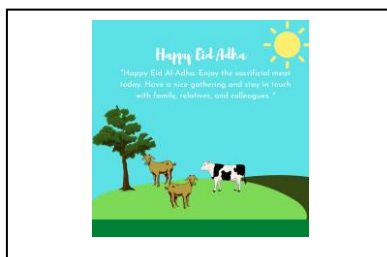 Happy Eid Adha
"Happy Eid Al-Adha. Enjoy the sacrificial meat
today. Have a nice gathering and stay in touch
with family, relatives, and colleagues. "